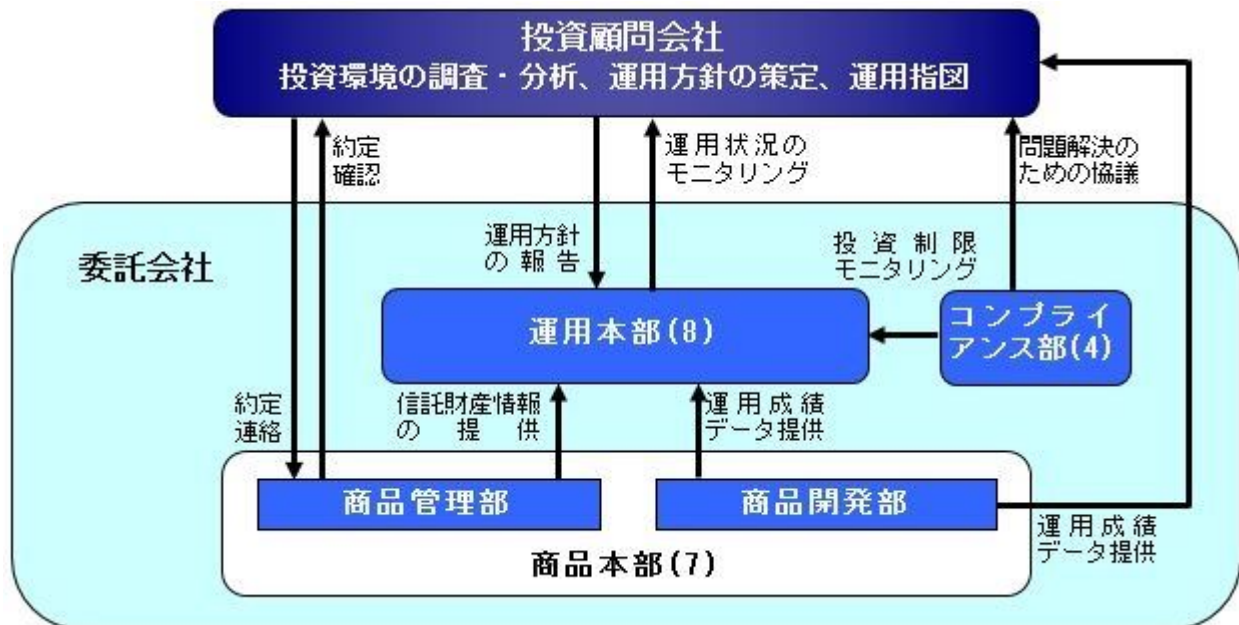 投資顧問会社
投資環境の調査・分析、運用方針の策定、運用指図
約定
確認
運用状況の
モニタリング
問題解決の
ための協議
運用方針
の報告
投資制限
モニタリング
委託会社
運用本部(8)
コンプライ
アンス部(4)
約定
連絡
信託財産情報
の提供
運用成績
データ提供
商品管理部
商品開発部
運用成績
データ提供
商品本部(7)